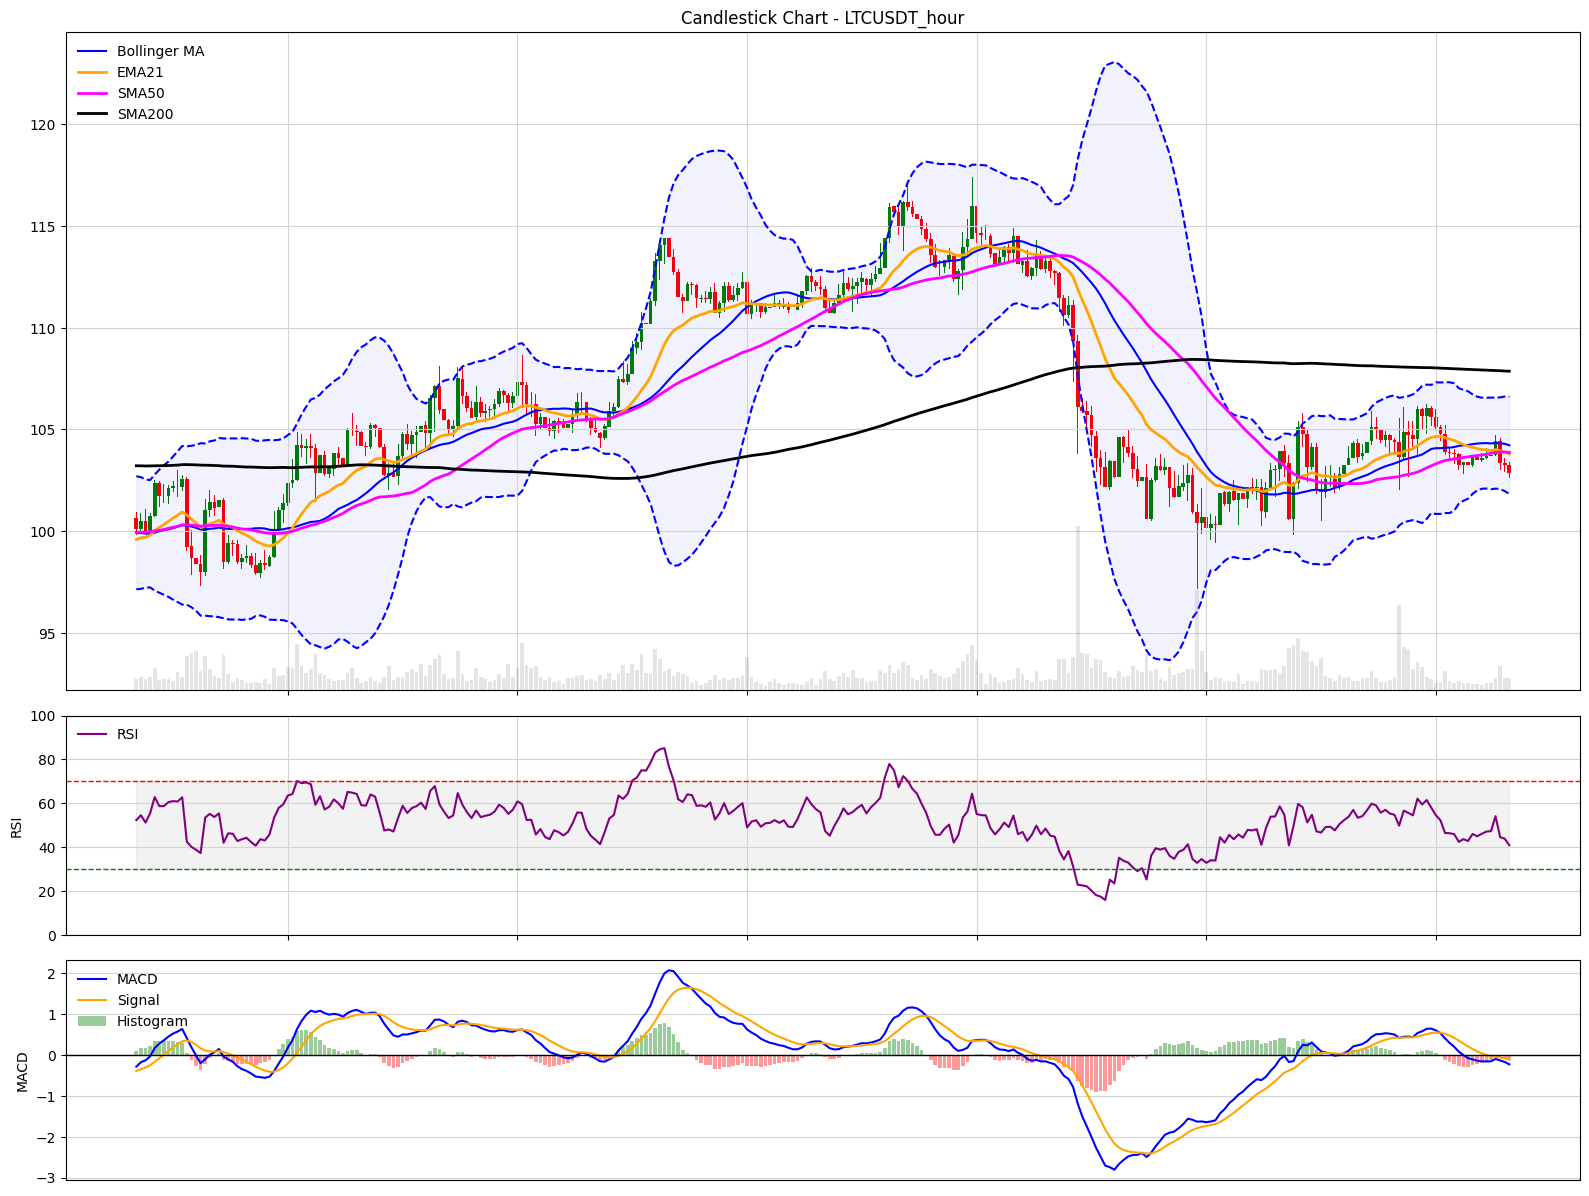 Candlestick Chart - LTCUSDT_hour
Bollinger MA
EMA21
SMA50
SMA200
120
115
110
105
100
95
100
80
60
40
20
0
RSI
RSI
2
1
0
−1
−2
−3
MACD
MACD
Signal
Histogram